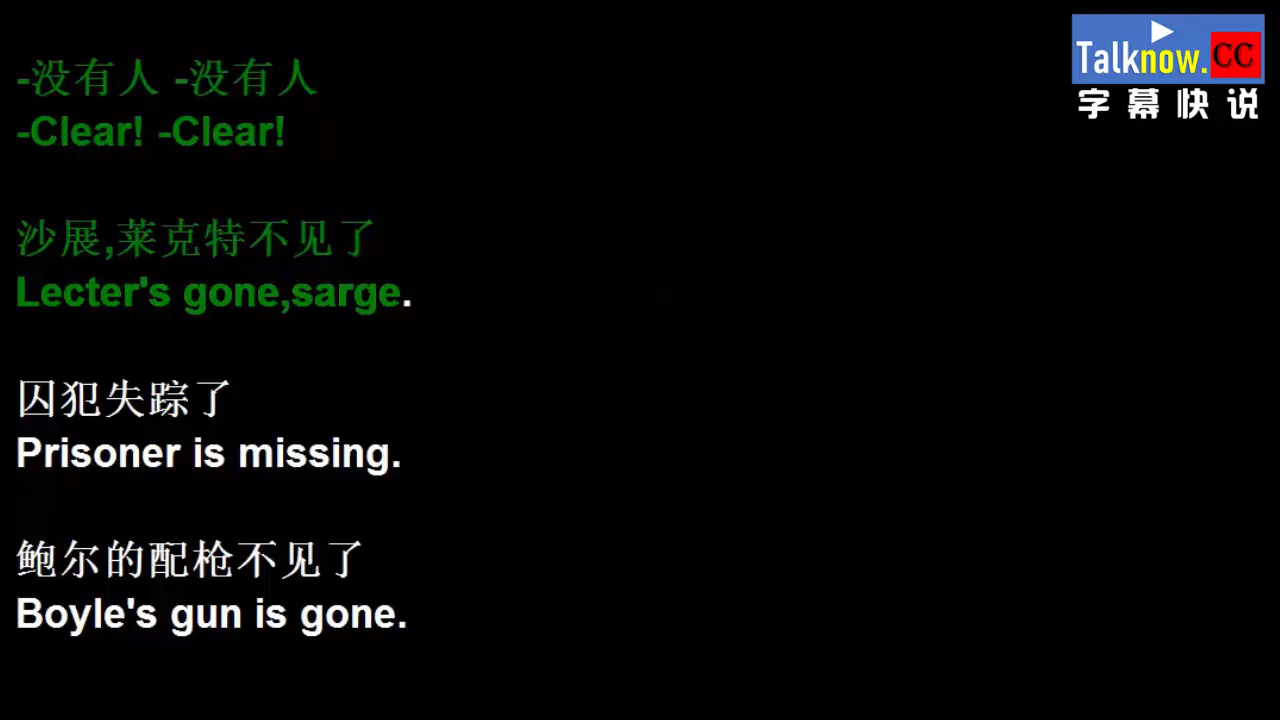 -没有人 -没有人
-Clear! -Clear!
沙展,莱克特不见了
Lecter's gone,sarge.
囚犯失踪了
Prisoner is missing.
鲍尔的配枪不见了
Boyle's gun is gone.
Talknow.CC
字幕快说